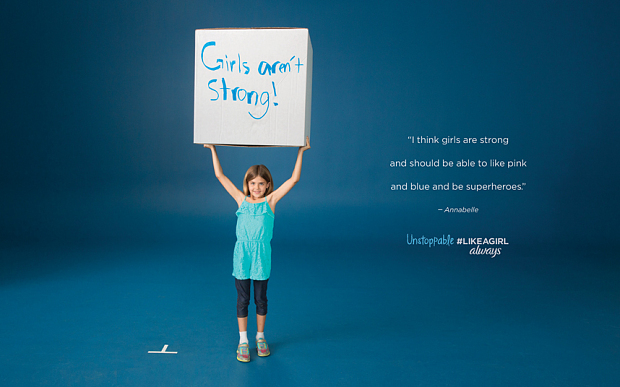 Girls aren't
strong!
“I think girls are strong
and should be able to like pink
and blue and be superheroes.”
– Annabelle
Unstoppable #LIKEAGIRL
always